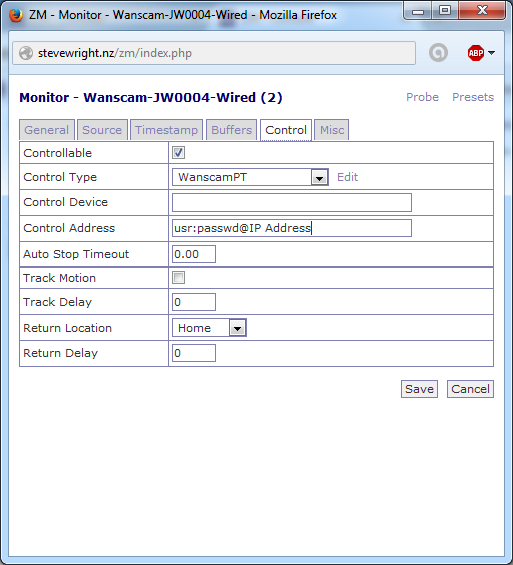 ZM - Monitor - Wanscam-JW0004-Wired - Mozilla Firefox
stevewright.nz/zm/index.php
ABP
Monitor - Wanscam-JW0004-Wired (2) Probe Presets
General Source Timestamp Buffers Control Misc
Controllable
Control Type WanscamPT Edit
Control Device
Control Address usr:passwd@IP Address
Auto Stop Timeout 0.00
Track Motion
Track Delay 0
Return Location Home
Return Delay 0
Save Cancel